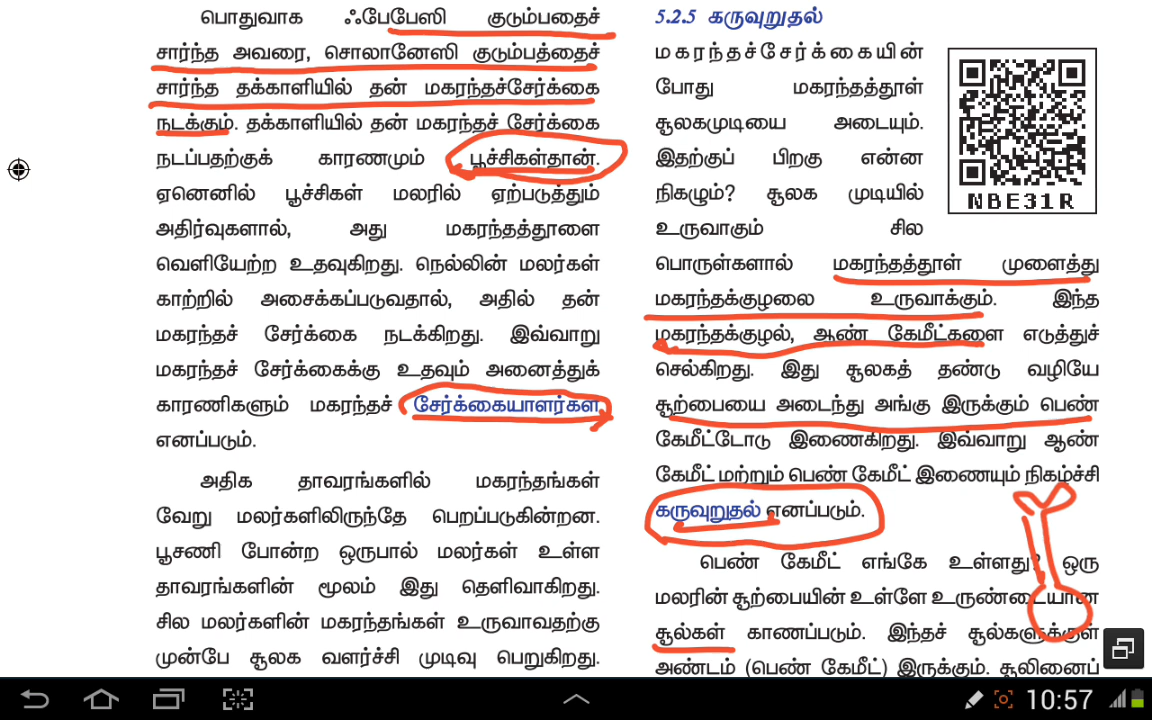 பொதுவாக ஃபேபேஸி குடும்பதைச்
சார்ந்த அவரை, சொலானேஸி குடும்பத்தைச்
சார்ந்த தக்காளியில் தன் மகரந்தச்சேர்க்கை
நடக்கும். தக்காளியில் தன் மகரந்தச் சேர்க்கை
நடப்பதற்குக் காரணமும் பூச்சிகள்தான்.
ஏனெனில் பூச்சிகள் மலரில் ஏற்படுத்தும்
அதிர்வுகளால், அது மகரந்தத்தூளை
வெளியேற்ற உதவுகிறது. நெல்லின் மலர்கள்
காற்றில் அசைக்கப்படுவதால், அதில் தன்
மகரந்தச் சேர்க்கை நடக்கிறது. இவ்வாறு
மகரந்தச் சேர்க்கைக்கு உதவும் அனைத்துக்
காரணிகளும் மகரந்தச் சேர்க்கையாளர்கள்
எனப்படும்.
அதிக தாவரங்களில் மகரந்தங்கள்
வேறு மலர்களிலிருந்தே பெறப்படுகின்றன.
பூசணி போன்ற ஒருபால் மலர்கள் உள்ள
தாவரங்களின் மூலம் இது தெளிவாகிறது.
சில மலர்களின் மகரந்தங்கள் உருவாவதற்கு
முன்பே சூலக வளர்ச்சி முடிவு பெறுகிறது.
5.2.5 கருவுறுதல்
மகரந்தச்சேர்க்கையின்
போது மகரந்தத்தூள்
சூலகமுடியை அடையும்.
இதற்குப் பிறகு என்ன
நிகழும்? சூலக முடியில்
உருவாகும் சில
பொருள்களால் மகரந்தத்தூள் முளைத்து
மகரந்தக்குழலை உருவாக்கும். இந்த
மகரந்தக்குழல், ஆண் கேமீட்களை எடுத்துச்
செல்கிறது. இது சூலகத் தண்டு வழியே
சூற்பையை அடைந்து அங்கு இருக்கும் பெண்
கேமீட்டோடு இணைகிறது. இவ்வாறு ஆண்
கேமீட் மற்றும் பெண் கேமீட் இணையும் நிகழ்ச்சி
கருவுறுதல் எனப்படும்.
பெண் கேமீட் எங்கே உள்ளது? ஒரு
மலரின் சூற்பையின் உள்ளே உருண்டையான
சூல்கள் காணப்படும். இந்தச் சூல்களுக்குள்
அண்டம் (பெண் கேமீட்) இருக்கும். சூலினைப்
NBE31R
10:57